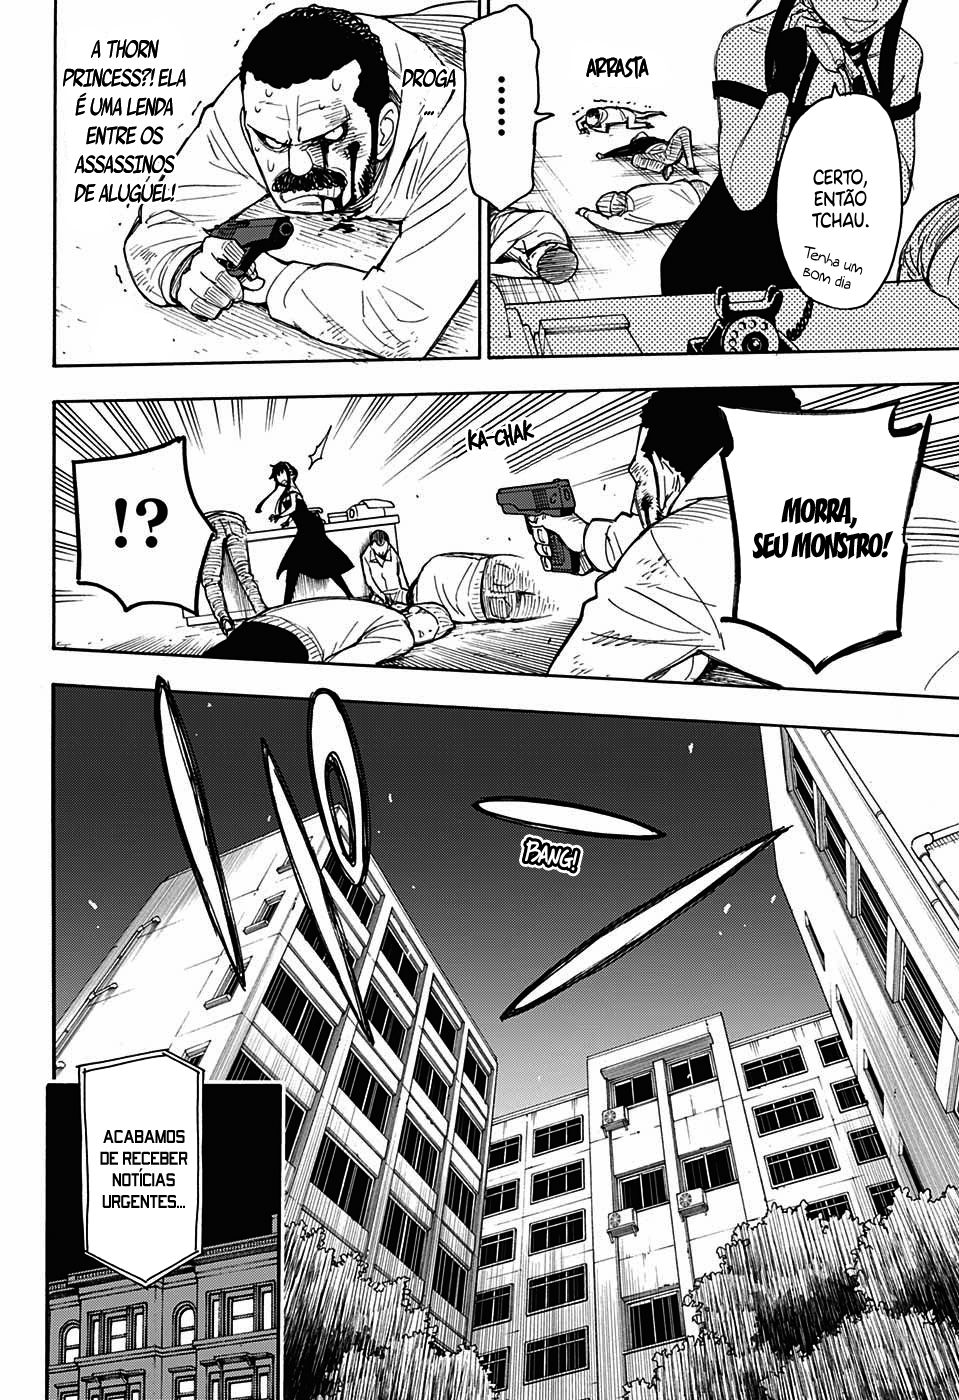 ARRASTA
CERTO,
ENTÃO
TCHAU.
Tenha um
bom dia
......
DROGA
...
A THORN
PRINCESS?! ELA
É UMA LENDA
ENTRE OS
ASSASSINOS
DE ALUGUÉL!
MORRA,
SEU MONSTRO!
KA-CHAK
!?
BANG!
ACABAMOS
DE RECEBER
NOTÍCIAS
URGENTES...